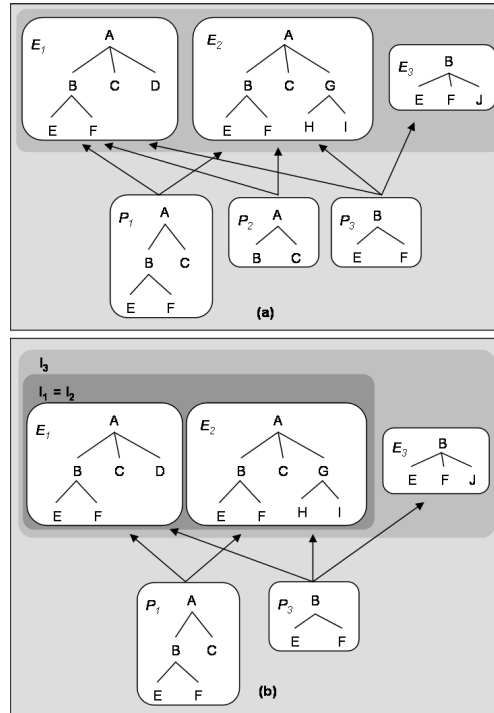 E1 A E2 A E3 B
B C D B C G E F J
E F E F H I
P1 A P2 A P3 B
B C B C E F
E F
(a)
I3
I1 = I2
E1 A E2 A E3 B
B C D B C G E F J
E F E F H I
P1 A P3 B
B C E F
E F
(b)